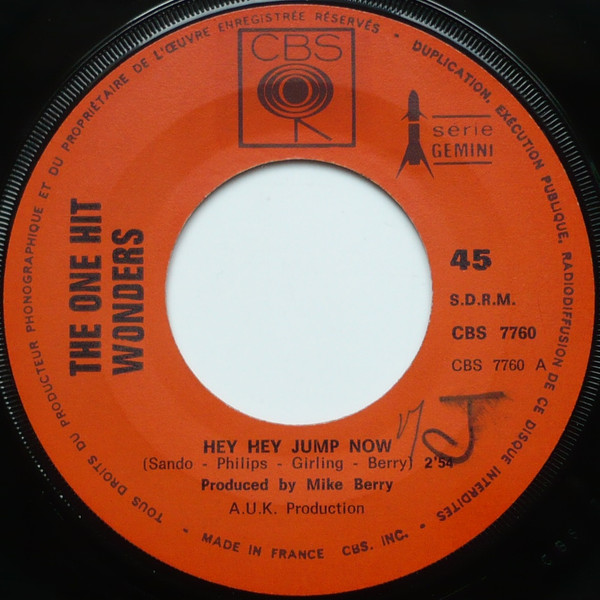 TOUS DROITS DU PRODUCTEUR PHONOGRAPHIQUE ET DU PROPRIÉTAIRE DE L'ŒUVRE ENREGISTRÉE RÉSERVÉS - DUPLICATION, EXÉCUTION PUBLIQUE, RADIODIFFUSION DE CE DISQUE INTERDITES
CBS
série
GEMINI
THE ONE HIT
WONDERS
45
S.D.R.M.
CBS 7760
CBS 7760 A
HEY HEY JUMP NOW
(Sando - Philips - Girling - Berry) 2'54
Produced by Mike Berry
A.U.K. Production
- MADE IN FRANCE CBS. INC. -
CBS